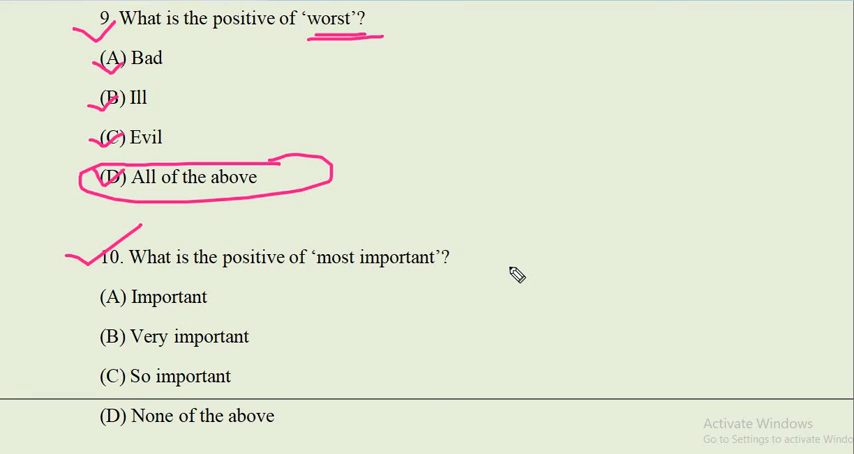 9. What is the positive of ‘worst’?
(A) Bad
(B) Ill
(C) Evil
(D) All of the above
10. What is the positive of ‘most important’?
(A) Important
(B) Very important
(C) So important
(D) None of the above
Activate Windows
Go to Settings to activate Windo